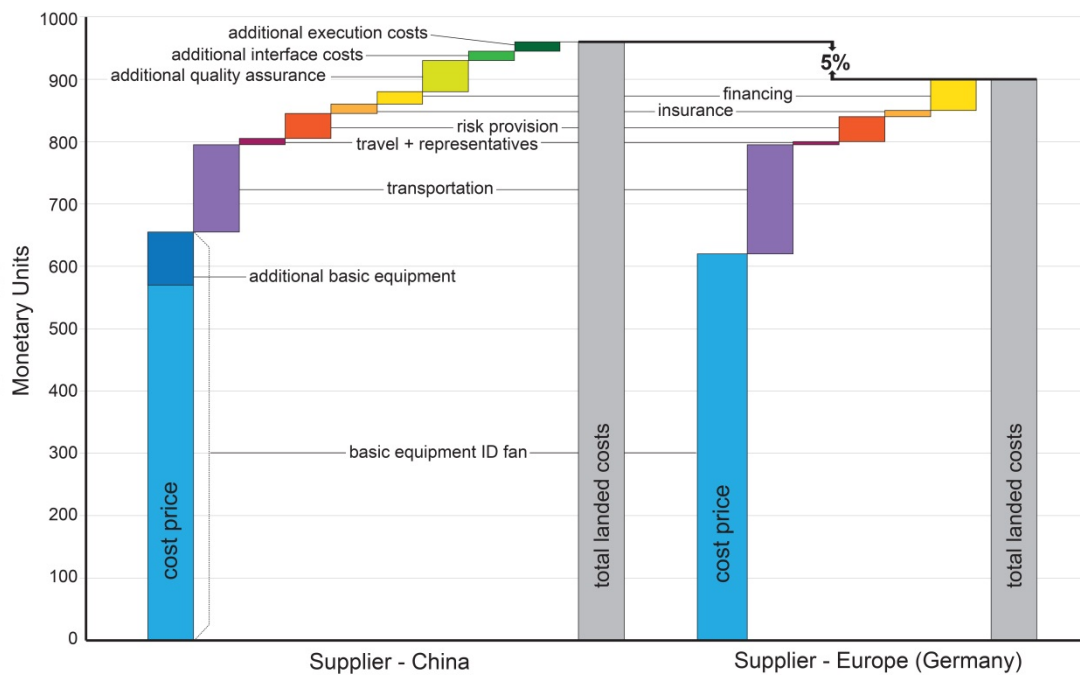 1000
900
800
700
600
500
400
300
200
100
0
Monetary Units
additional execution costs
additional interface costs
additional quality assurance
5%
financing
insurance
risk provision
travel + representatives
transportation
additional basic equipment
basic equipment ID fan
cost price
total landed costs
cost price
total landed costs
Supplier - China
Supplier - Europe (Germany)